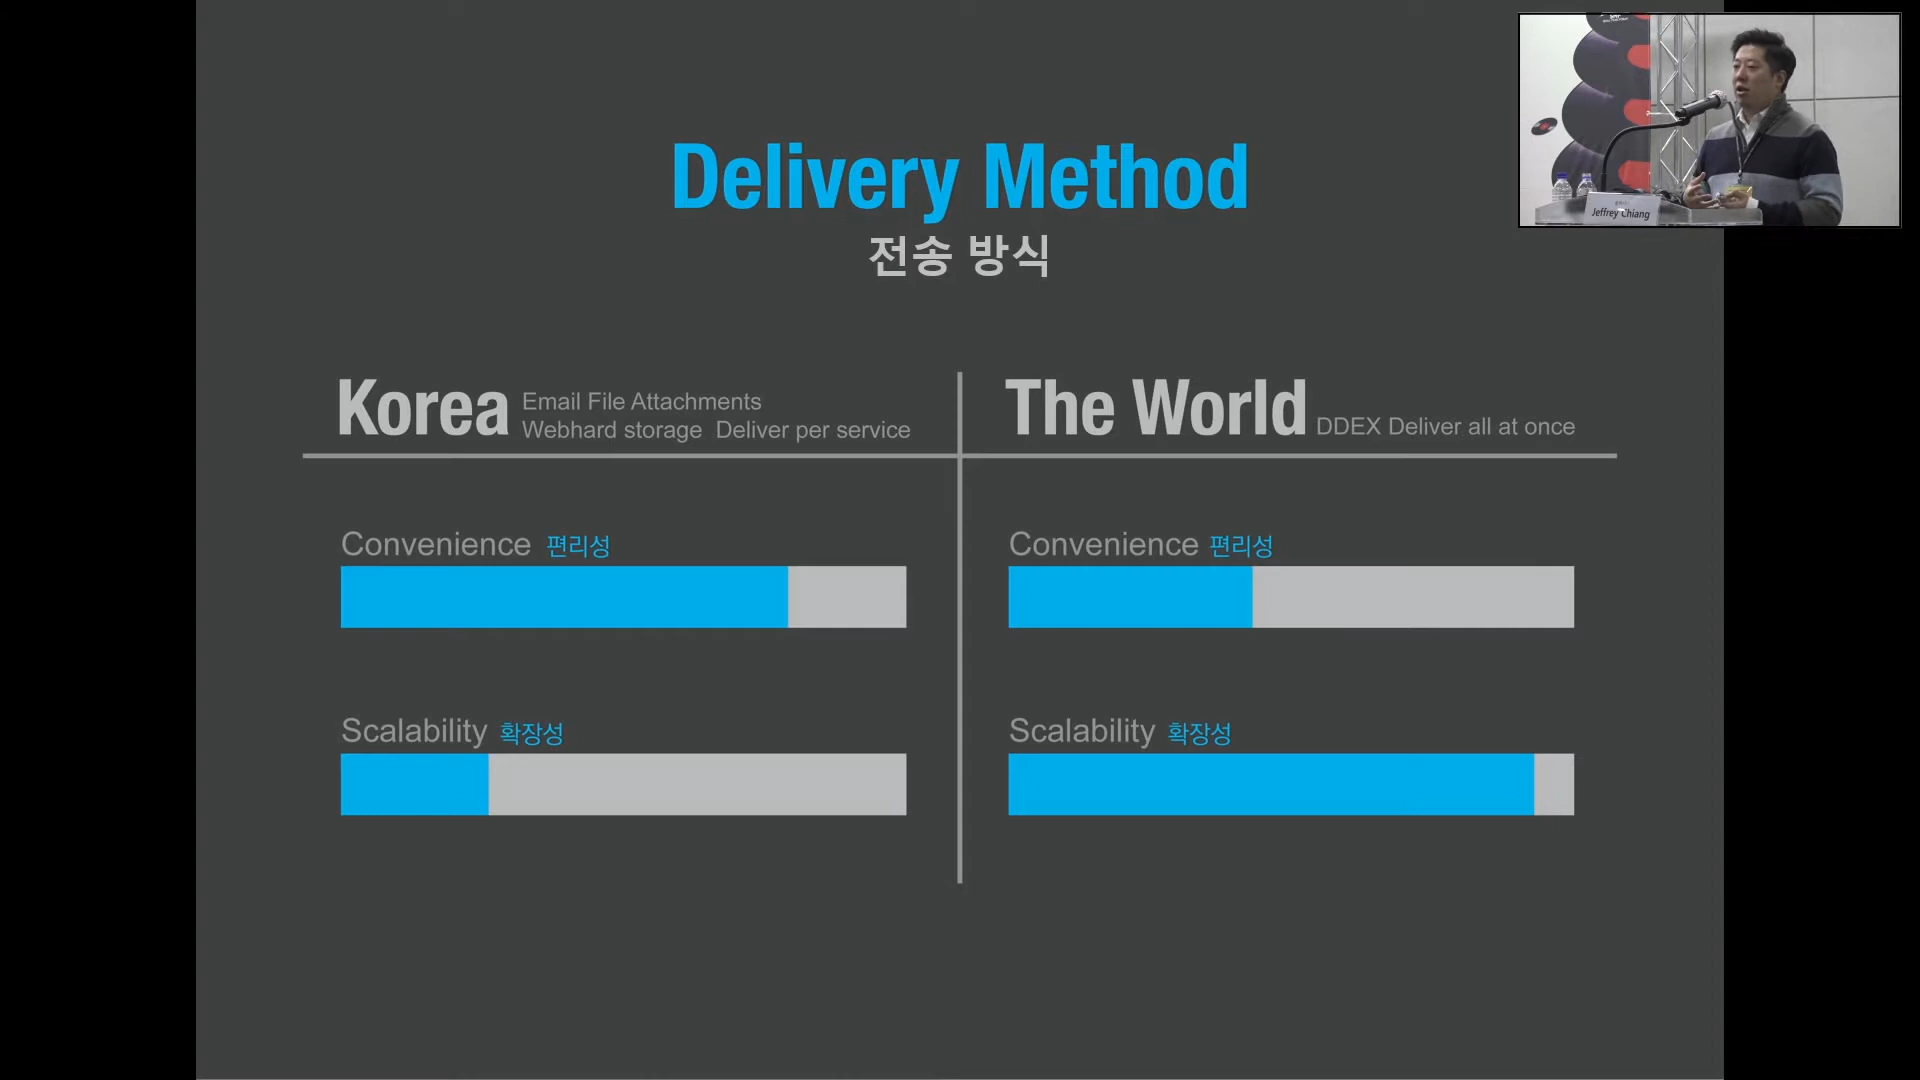 Delivery Method
전송 방식
Korea
Email File Attachments
Webhard storage Deliver per service
The World
DDEX Deliver all at once
Convenience 편리성
Scalability 확장성
Convenience 편리성
Scalability 확장성
Jeffrey Chiang